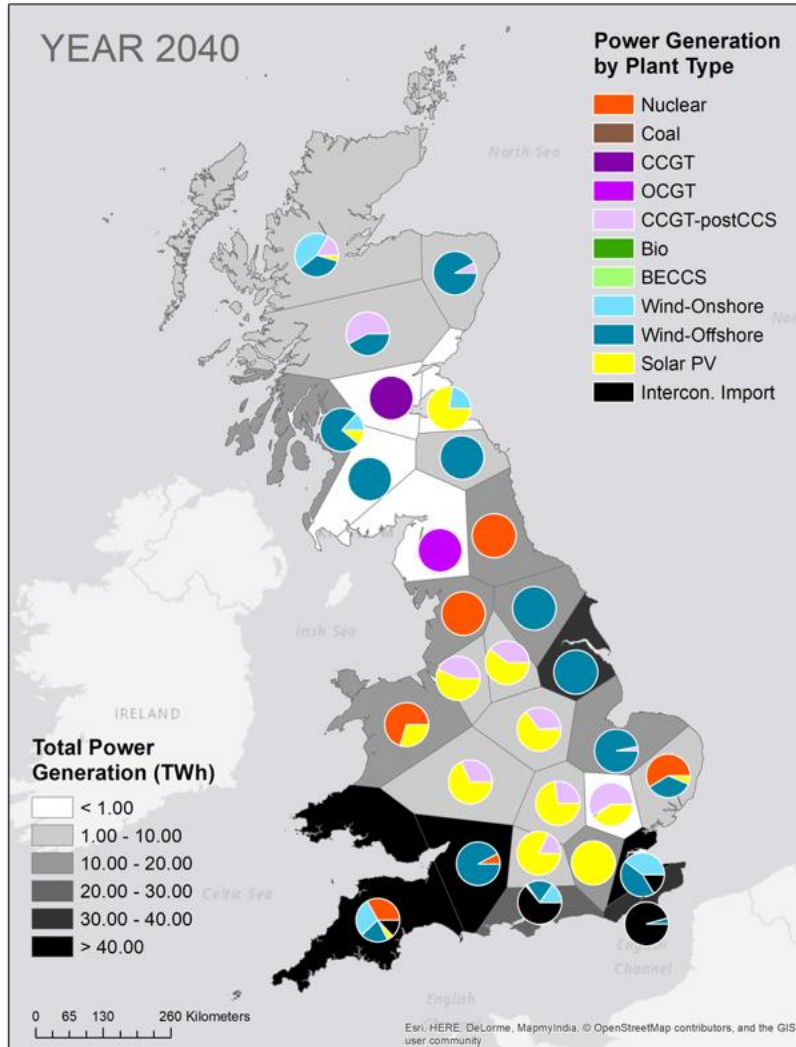 YEAR 2040
Power Generation
by Plant Type
Nuclear
Coal
CCGT
OCGT
CCGT-postCCS
Bio
BECCS
Wind-Onshore
Wind-Offshore
Solar PV
Intercon. Import
North Sea
Irish Sea
IRELAND
Celtic Sea
English
Channel
English
Total Power
Generation (TWh)
< 1.00
1.00 - 10.00
10.00 - 20.00
20.00 - 30.00
30.00 - 40.00
> 40.00
0 65 130 260 Kilometers
Esri, HERE, DeLorme, MapmyIndia, © OpenStreetMap contributors, and the GIS
user community